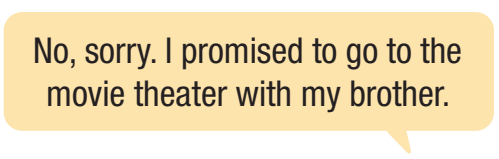 No, sorry. I promised to go to the
movie theater with my brother.